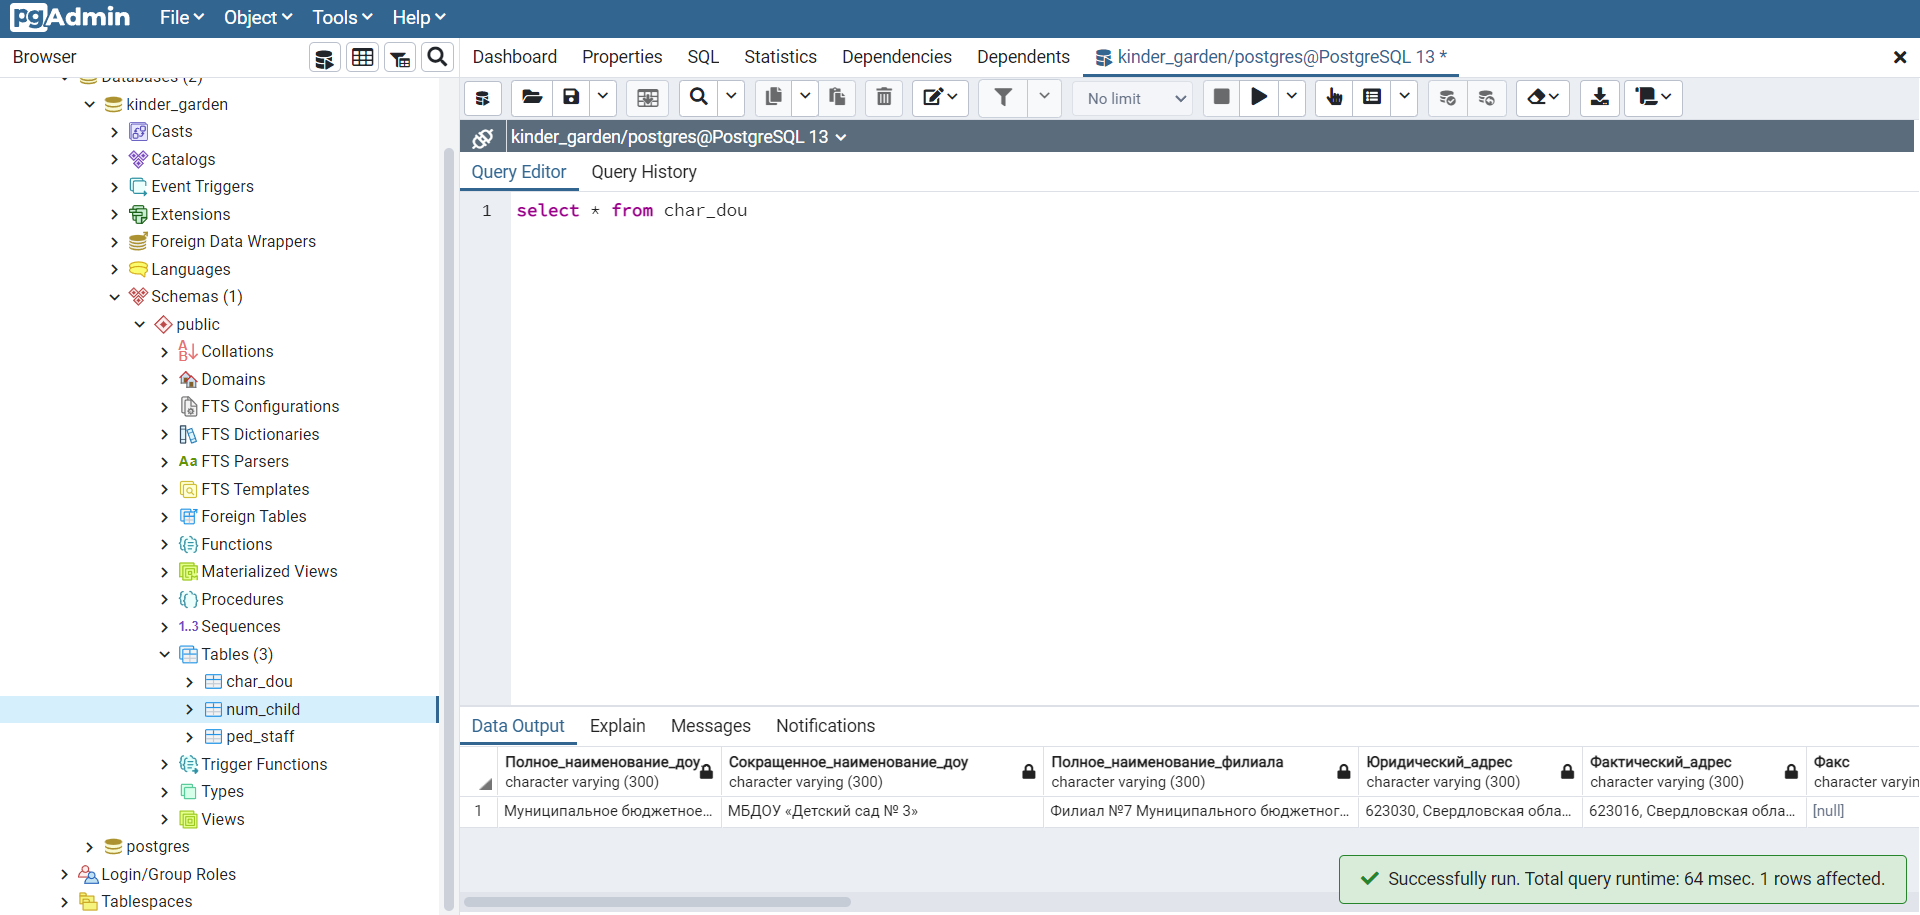 pgAdmin File Object Tools Help
Browser
Dashboard Properties SQL Statistics Dependencies Dependents kinder_garden/postgres@PostgreSQL 13 *
No limit
kinder_garden/postgres@PostgreSQL 13
Query Editor Query History
1 select * from char_dou
Databases (2)
kinder_garden
Casts
Catalogs
Event Triggers
Extensions
Foreign Data Wrappers
Languages
Schemas (1)
public
Collations
Domains
FTS Configurations
FTS Dictionaries
Aa FTS Parsers
FTS Templates
Foreign Tables
Functions
Materialized Views
Procedures
1..3 Sequences
Tables (3)
char_dou
num_child
ped_staff
Trigger Functions
Types
Views
postgres
Login/Group Roles
Tablespaces
Data Output Explain Messages Notifications
Полное_наименование_доу Сокращенное_наименование_доу Полное_наименование_филиала Юридический_адрес Фактический_адрес Факс
character varying (300) character varying (300) character varying (300) character varying (300) character varying (300) character varyin
1 Муниципальное бюджетное... МБДОУ «Детский сад № 3» Филиал №7 Муниципального бюджетног... 623030, Свердловская обла... 623016, Свердловская обла... [null]
Successfully run. Total query runtime: 64 msec. 1 rows affected.